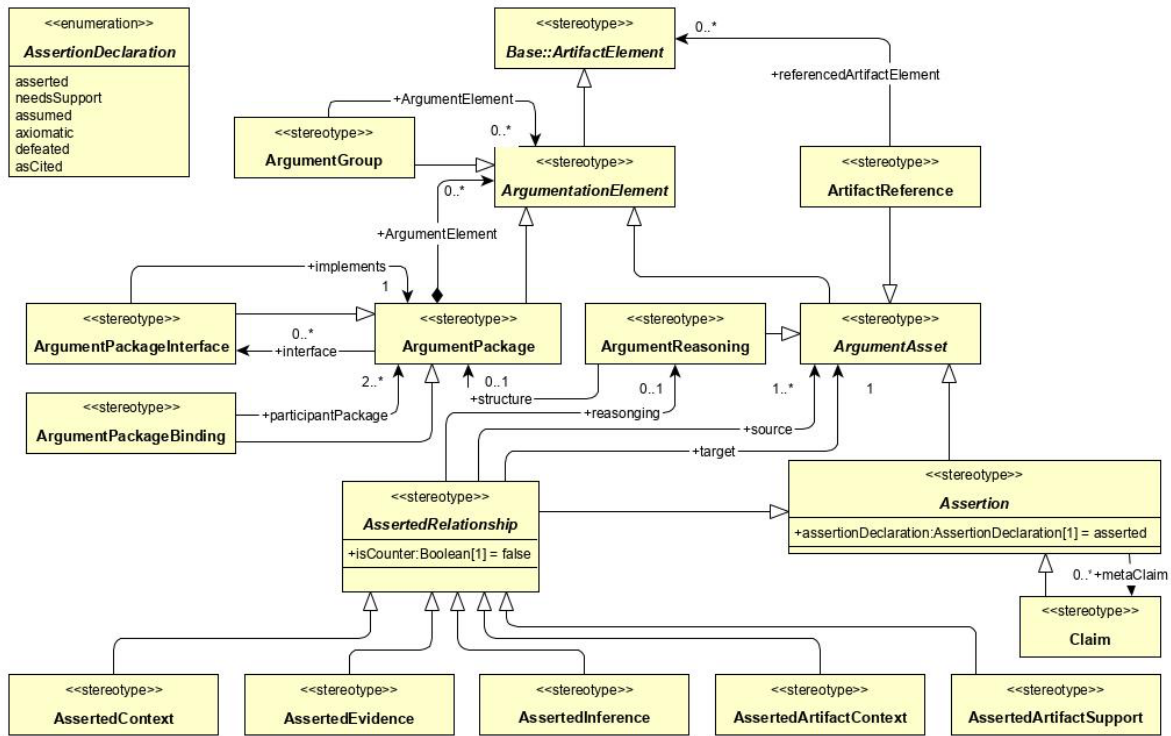 <<enumeration>>
AssertionDeclaration
asserted
needsSupport
assumed
axiomatic
defeated
asCited
<<stereotype>>
Base::ArtifactElement
0..*
+referencedArtifactElement
+ArgumentElement
0..*
<<stereotype>>
ArgumentGroup
<<stereotype>>
ArgumentationElement
<<stereotype>>
ArtifactReference
0..*
+ArgumentElement
+implements
1
<<stereotype>>
ArgumentPackageInterface
0..*
+interface
<<stereotype>>
ArgumentPackage
<<stereotype>>
ArgumentReasoning
<<stereotype>>
ArgumentAsset
2..*
0..1
+structure
0..1
1..*
1
<<stereotype>>
ArgumentPackageBinding
+participantPackage
+reasonging
+source
+target
<<stereotype>>
AssertedRelationship
+isCounter:Boolean[1] = false
<<stereotype>>
Assertion
+assertionDeclaration:AssertionDeclaration[1] = asserted
0..*
+metaClaim
<<stereotype>>
Claim
<<stereotype>>
AssertedContext
<<stereotype>>
AssertedEvidence
<<stereotype>>
AssertedInference
<<stereotype>>
AssertedArtifactContext
<<stereotype>>
AssertedArtifactSupport